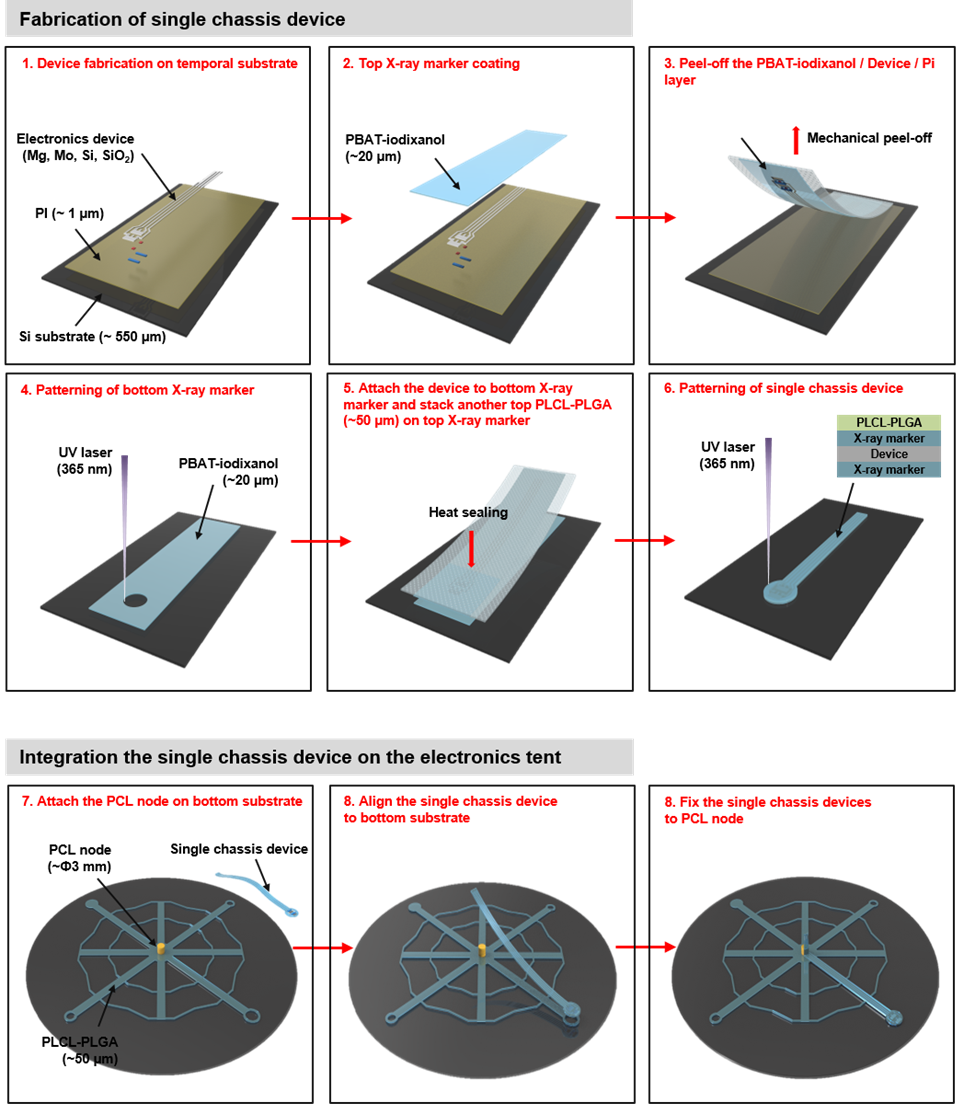 Fabrication of single chassis device
1. Device fabrication on temporal substrate
Electronics device
(Mg, Mo, Si, SiO₂)
PI (~ 1 μm)
Si substrate (~ 550 μm)
2. Top X-ray marker coating
PBAT-iodixanol
(~20 μm)
3. Peel-off the PBAT-iodixanol / Device / Pi
layer
Mechanical peel-off
4. Patterning of bottom X-ray marker
UV laser
(365 nm)
PBAT-iodixanol
(~20 μm)
5. Attach the device to bottom X-ray
marker and stack another top PLCL-PLGA
(~50 μm) on top X-ray marker
Heat sealing
6. Patterning of single chassis device
UV laser
(365 nm)
PLCL-PLGA
X-ray marker
Device
X-ray marker
Integration the single chassis device on the electronics tent
7. Attach the PCL node on bottom substrate
PCL node
(~Φ3 mm)
Single chassis device
PLCL-PLGA
(~50 μm)
8. Align the single chassis device
to bottom substrate
8. Fix the single chassis devices
to PCL node